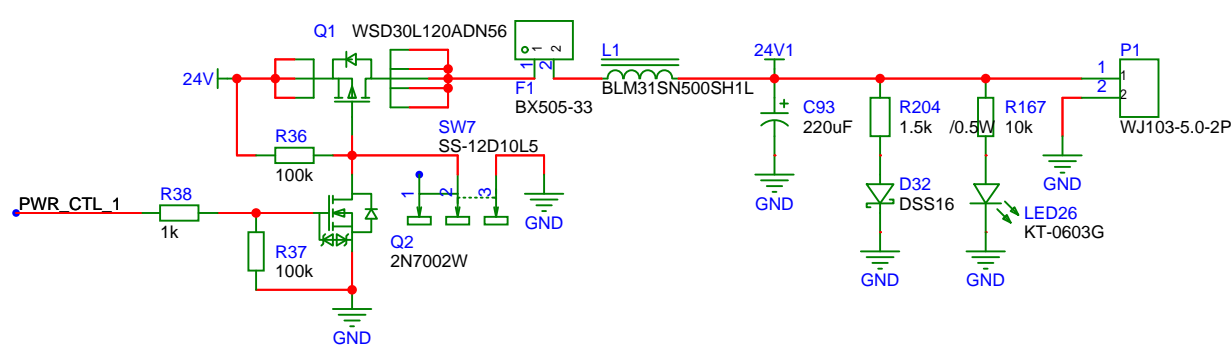 Q1 WSD30L120ADN56
24V
1 2
1 2
F1
BX505-33
L1
BLM31SN500SH1L
24V1
C93
220uF
+
GND
R204
1.5k /0.5W
R167
10k
P1
1 1
2 2
WJ103-5.0-2P
GND
R36
100k
SW7
SS-12D10L5
1 2 3
GND
PWR_CTL_1
R38
1k
R37
100k
Q2
2N7002W
GND
D32
DSS16
GND
LED26
KT-0603G
GND